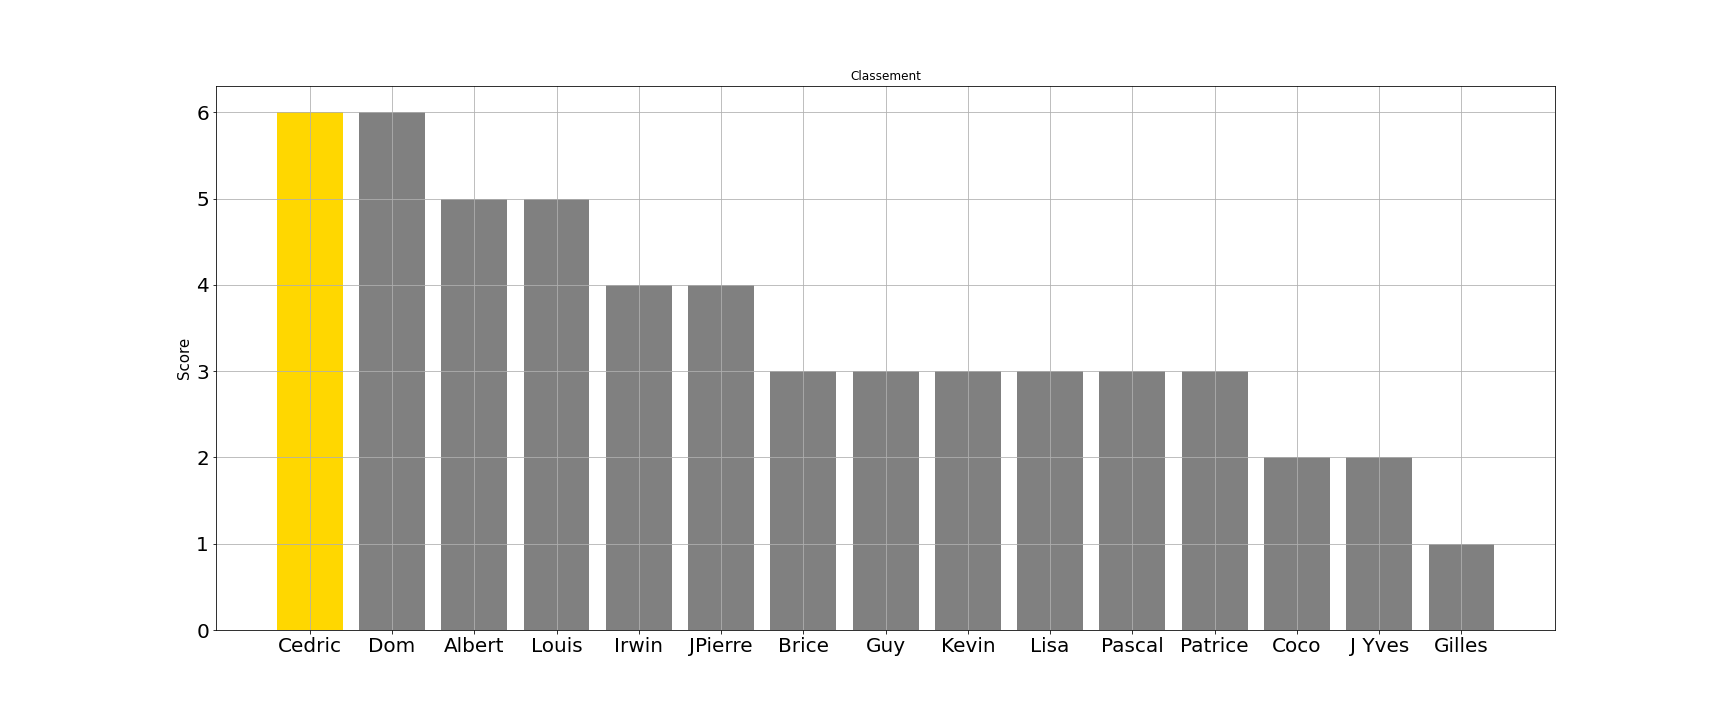 Classement
Score
6
5
4
3
2
1
0
Cedric Dom Albert Louis Irwin JPierre Brice Guy Kevin Lisa Pascal Patrice Coco J Yves Gilles